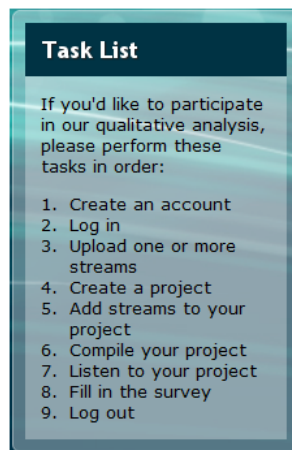 Task List
If you'd like to participate
in our qualitative analysis,
please perform these
tasks in order:
1. Create an account
2. Log in
3. Upload one or more
streams
4. Create a project
5. Add streams to your
project
6. Compile your project
7. Listen to your project
8. Fill in the survey
9. Log out